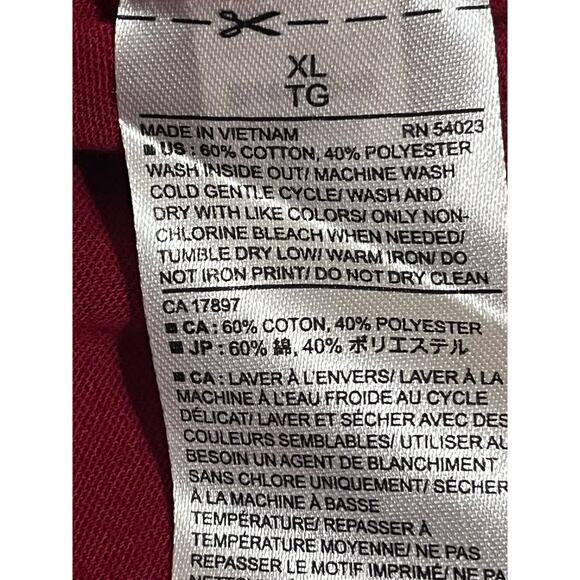 XL
TG
MADE IN VIETNAM RN 54023
■ US : 60% COTTON, 40% POLYESTER
WASH INSIDE OUT/ MACHINE WASH
COLD GENTLE CYCLE/ WASH AND
DRY WITH LIKE COLORS/ ONLY NON-
CHLORINE BLEACH WHEN NEEDED/
TUMBLE DRY LOW/ WARM IRON/ DO
NOT IRON PRINT/ DO NOT DRY CLEAN
CA 17897
■ CA : 60% COTON, 40% POLYESTER
■ JP : 60% 綿, 40% ポリエステル
■ CA : LAVER À L'ENVERS/ LAVER À LA
MACHINE À L'EAU FROIDE AU CYCLE
DÉLICAT/ LAVER ET SÉCHER AVEC DES
COULEURS SEMBLABLES/ UTILISER AU
BESOIN UN AGENT DE BLANCHIMENT
SANS CHLORE UNIQUEMENT/ SÉCHER
À LA MACHINE À BASSE
TEMPÉRATURE/ REPASSER À
TEMPÉRATURE MOYENNE/ NE PAS
REPASSER LE MOTIF IMPRIMÉ/ NE PA